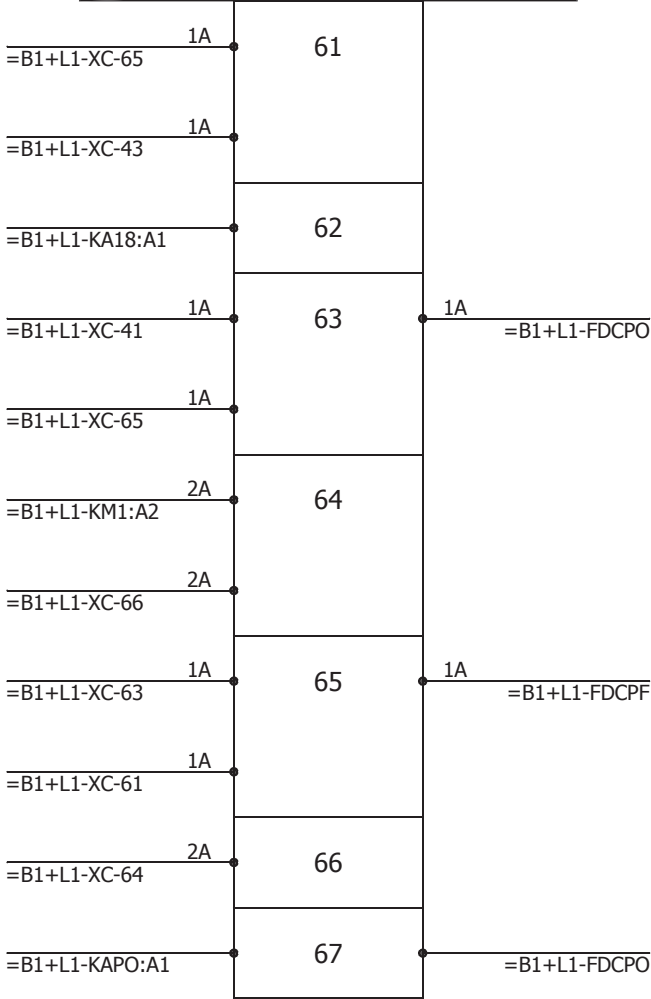 1A
61
=B1+L1-XC-65
1A
=B1+L1-XC-43
62
=B1+L1-KA18:A1
1A
63
1A
=B1+L1-XC-41
=B1+L1-FDCPO
1A
=B1+L1-XC-65
2A
64
=B1+L1-KM1:A2
2A
=B1+L1-XC-66
1A
65
1A
=B1+L1-XC-63
=B1+L1-FDCPF
1A
=B1+L1-XC-61
2A
66
=B1+L1-XC-64
67
=B1+L1-KAPO:A1
=B1+L1-FDCPO